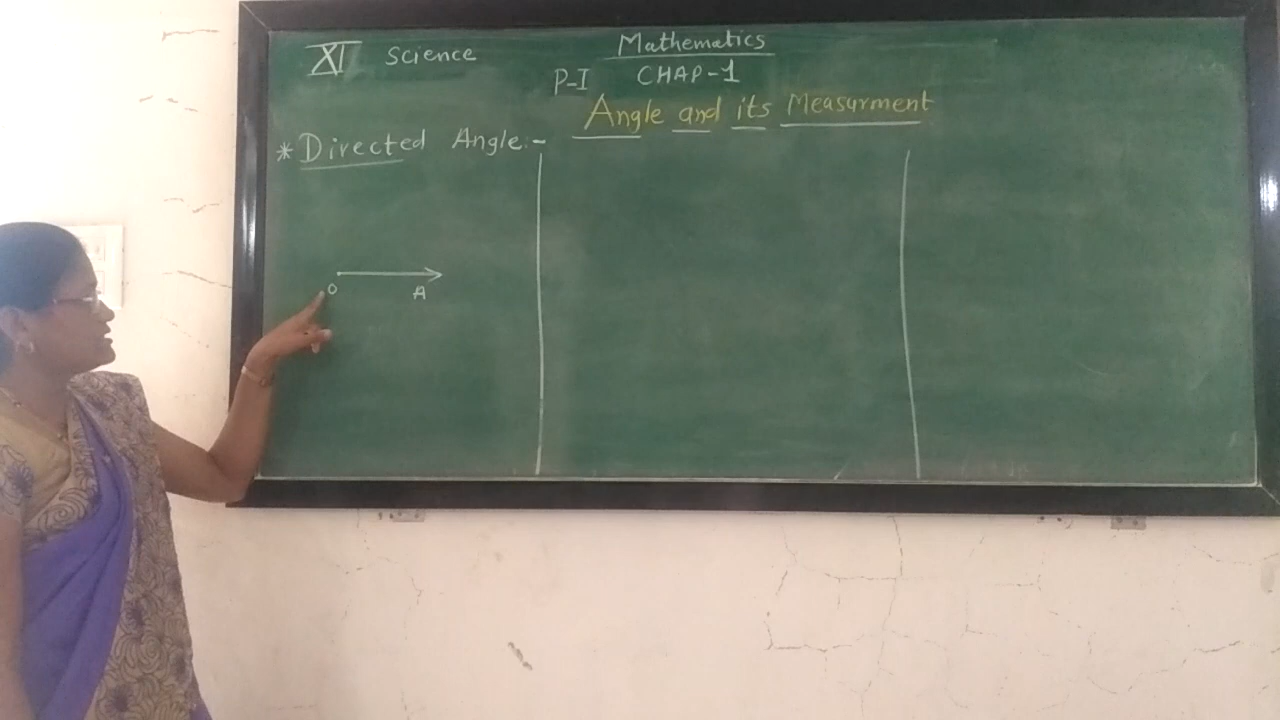 XI Science
Mathematics
P-I CHAP-1
Angle and its Measurment
* Directed Angle:-
O A